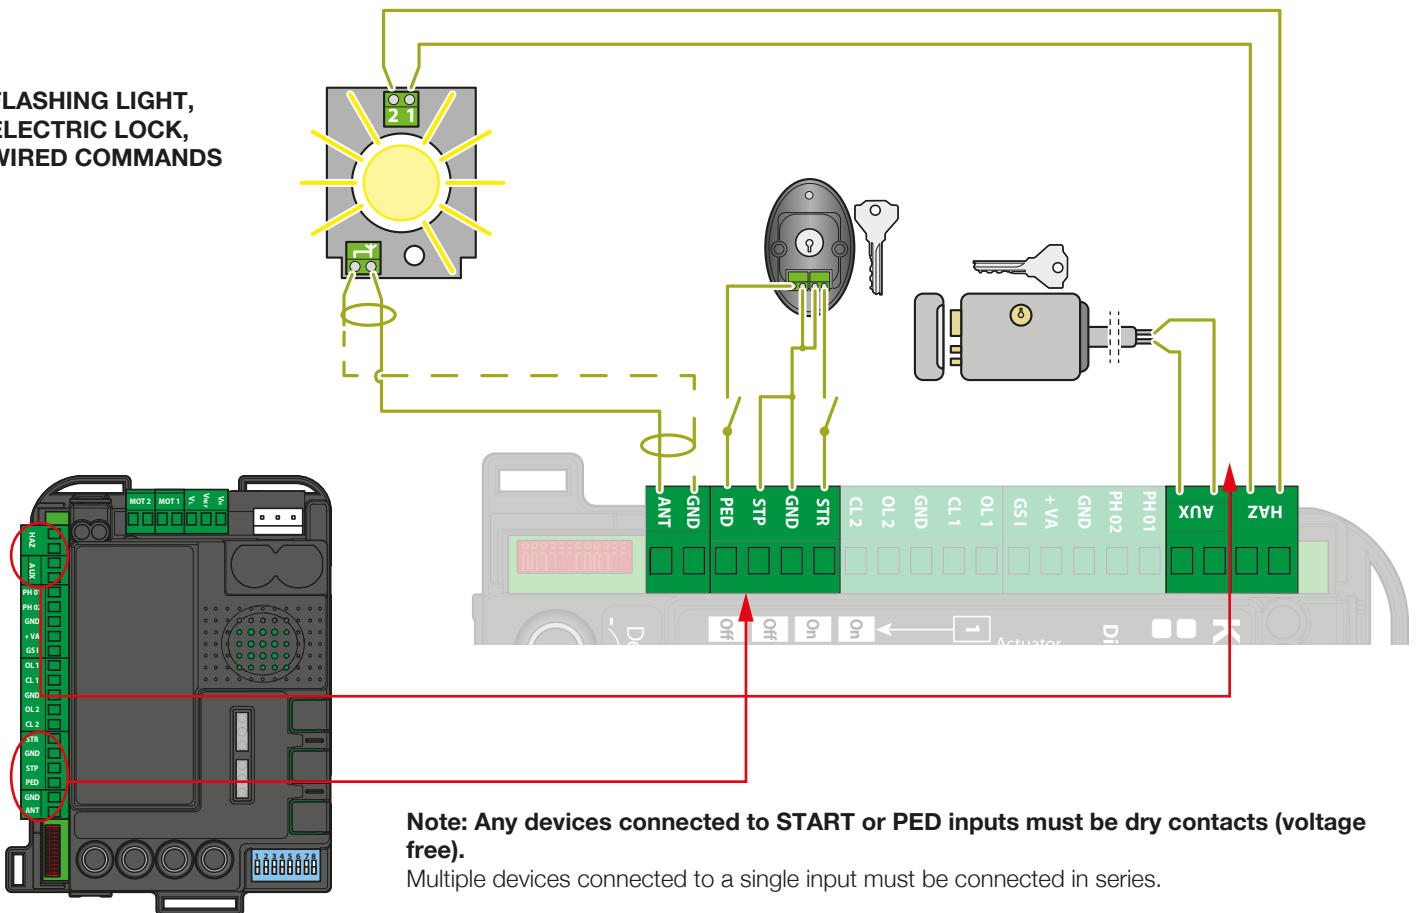 FLASHING LIGHT,
ELECTRIC LOCK,
WIRED COMMANDS
2 1
ANT
GND
PED
STP
GND
STR
CL 2
OL 2
GND
CL 1
OL 1
GS I
+ VA
GND
PH 02
PH 01
AUX
HAZ
Off
Off
On
On
1
Actuator
Di
K
De
MOT 2
MOT 1
HAZ
AUX
PH 01
PH 02
GND
+ VA
GS I
OL 1
CL 1
GND
OL 2
CL 2
STR
GND
STP
PED
GND
ANT
1 2 3 4 5 6 7 8
Note: Any devices connected to START or PED inputs must be dry contacts (voltage
free).
Multiple devices connected to a single input must be connected in series.